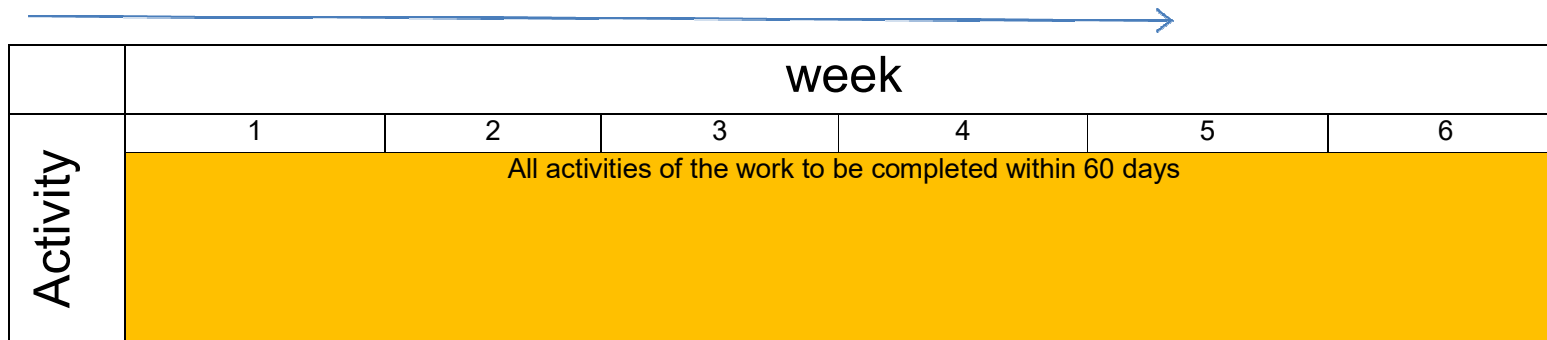 week
1 2 3 4 5 6
Activity
All activities of the work to be completed within 60 days